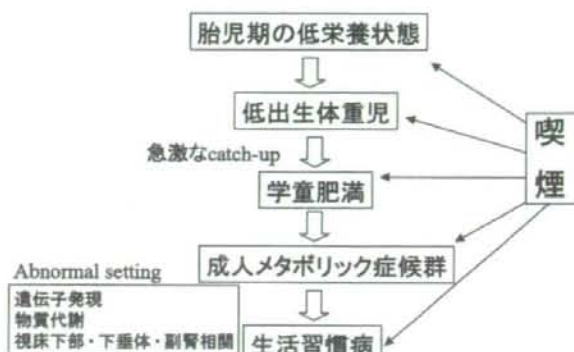 胎児期の低栄養状態
低出生体重児
急激なcatch-up
学童肥満
成人メタボリック症候群
生活習慣病
喫
煙
Abnormal setting
遺伝子発現
物質代謝
視床下部・下垂体・副腎相関